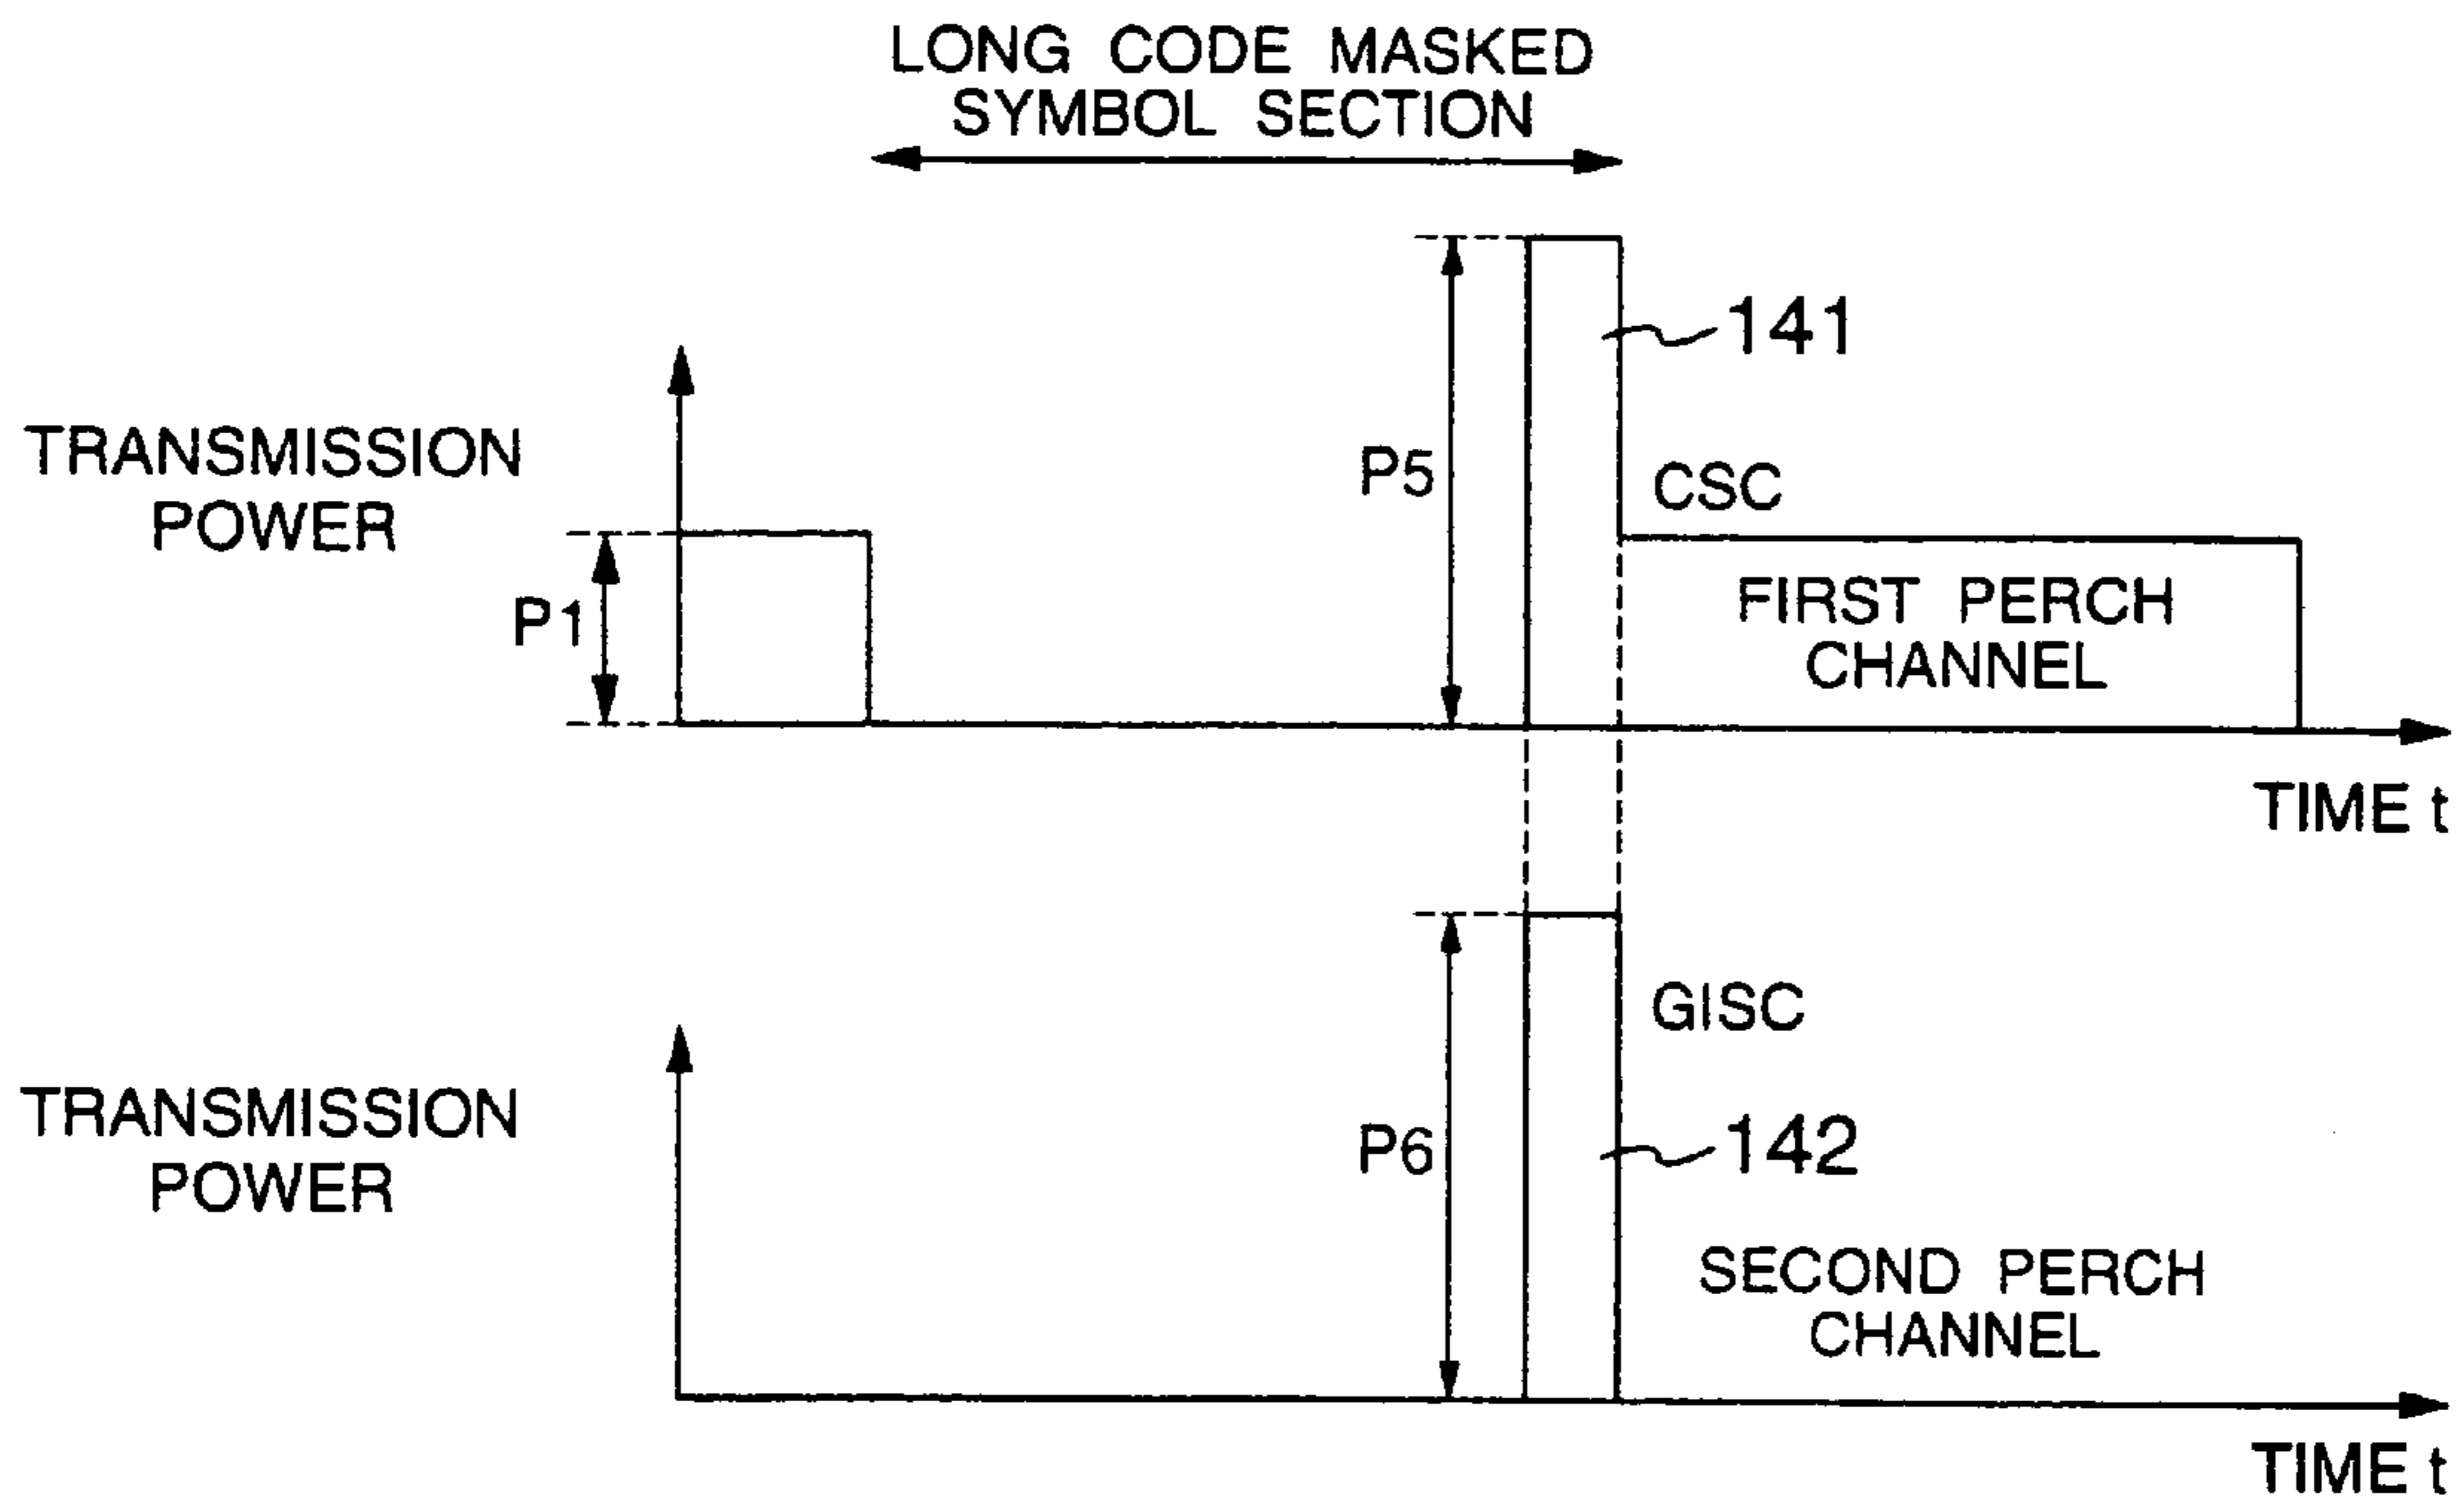 LONG CODE MASKED
SYMBOL SECTION
141
P5
CSC
TRANSMISSION
POWER
P1
FIRST PERCH
CHANNEL
TIME t
GISC
TRANSMISSION
POWER
P6
142
SECOND PERCH
CHANNEL
TIME t